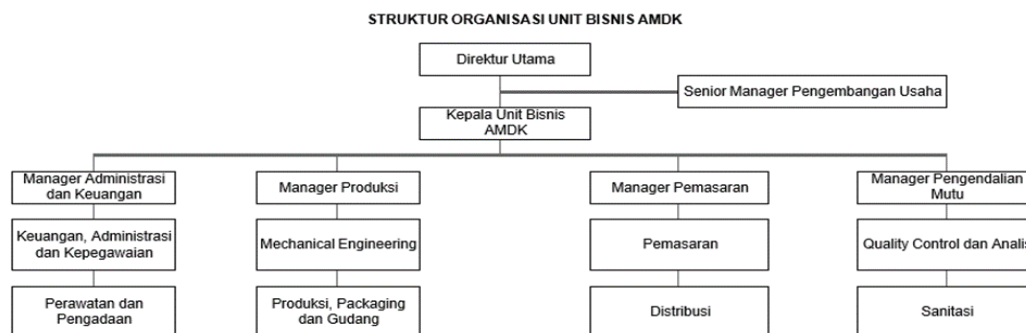 STRUKTUR ORGANISASI UNIT BISNIS AMDK
Direktur Utama
Senior Manager Pengembangan Usaha
Kepala Unit Bisnis
AMDK
Manager Administrasi
dan Keuangan
Manager Produksi
Manager Pemasaran
Manager Pengendalian
Mutu
Keuangan, Administrasi
dan Kepegawaian
Mechanical Engineering
Pemasaran
Quality Control dan Analis
Perawatan dan
Pengadaan
Produksi, Packaging
dan Gudang
Distribusi
Sanitasi